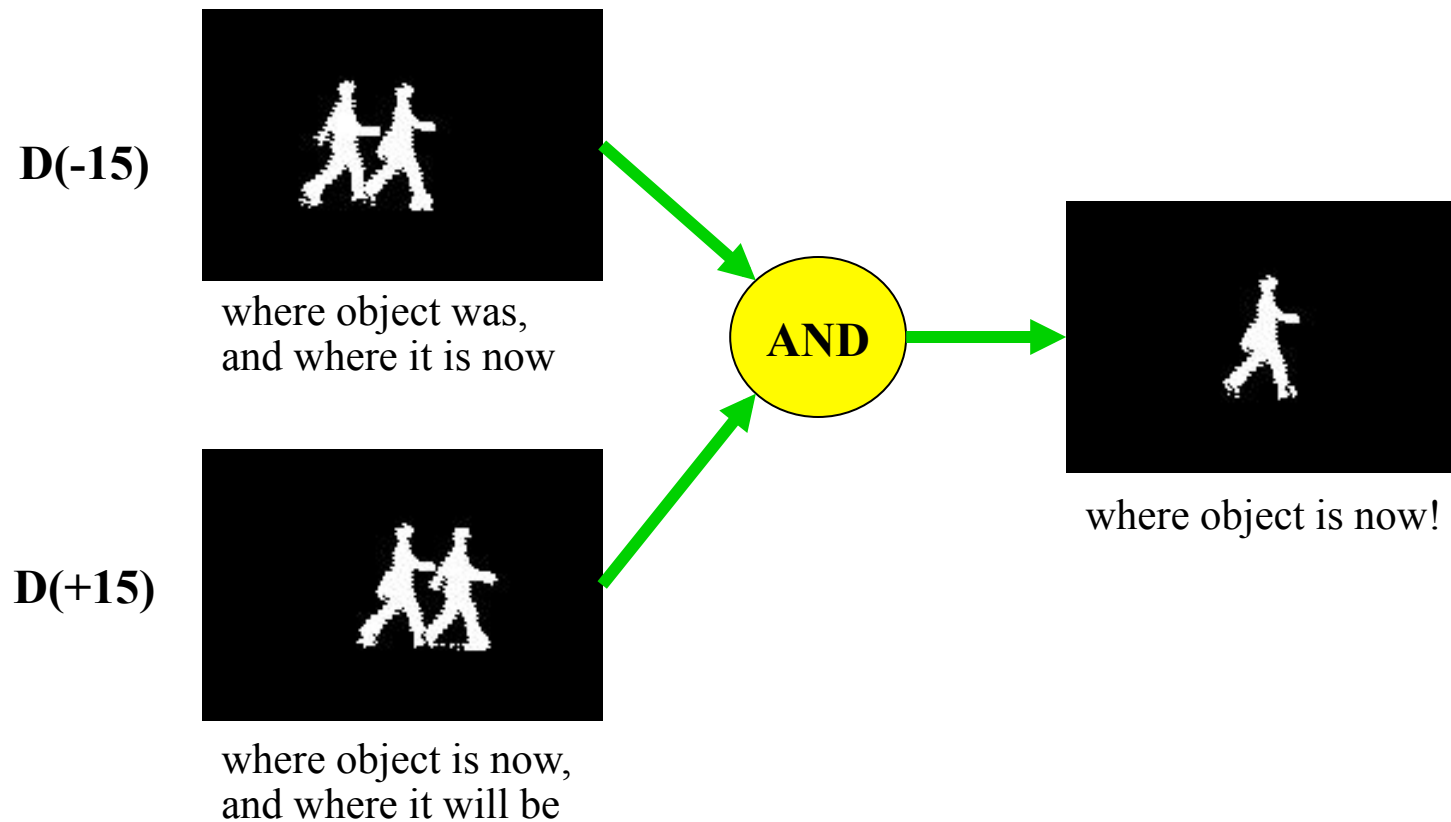 D(-15)
where object was,
and where it is now
AND
where object is now!
D(+15)
where object is now,
and where it will be